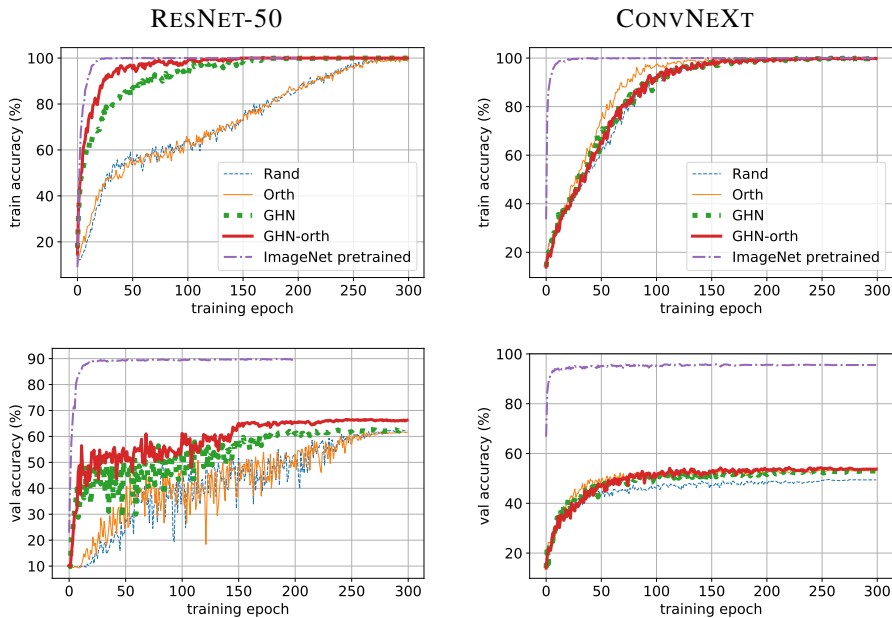 RESNET-50
CONVNEXT
train accuracy (%)
100
80
60
40
20
0
50
100
150
200
250
300
training epoch
Rand
Orth
GHN
GHN-orth
ImageNet pretrained
train accuracy (%)
100
80
60
40
20
0
50
100
150
200
250
300
training epoch
Rand
Orth
GHN
GHN-orth
ImageNet pretrained
val accuracy (%)
90
80
70
60
50
40
30
20
10
0
50
100
150
200
250
300
training epoch
val accuracy (%)
100
80
60
40
20
0
50
100
150
200
250
300
training epoch